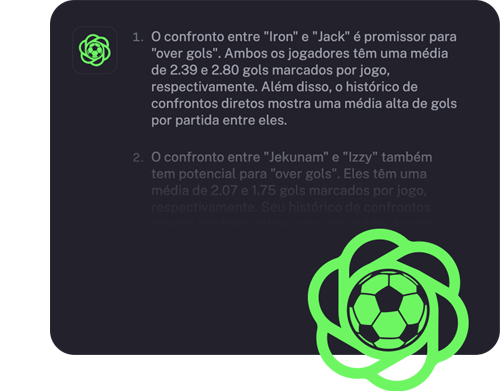 1. O confronto entre "Iron" e "Jack" é promissor para
"over gols". Ambos os jogadores têm uma média
de 2.39 e 2.80 gols marcados por jogo,
respectivamente. Além disso, o histórico de
confrontos diretos mostra uma média alta de gols
por partida entre eles.
2. O confronto entre "Jekunam" e "Izzy" também
tem potencial para "over gols". Eles têm uma
média de 2.07 e 1.75 gols marcados por jogo,
respectivamente. Seu histórico de confrontos